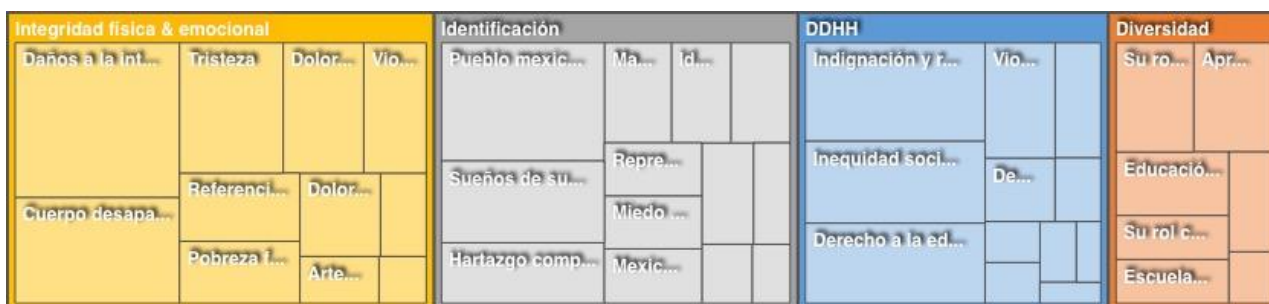 Integridad física & emocional
Daños a la int...
Tristeza
Dolor...
Vio...
Cuerpo desapa...
Referenci...
Dolor...
Pobreza f...
Arte...
Identificación
Pueblo mexic...
Ma...
Id...
Sueños de su...
Repre...
Miedo ...
Hartazgo comp...
Mexic...
DDHH
Indignación y r...
Vio...
Inequidad soci...
De...
Derecho a la ed...
Diversidad
Su ro...
Apr...
Educació...
Su rol c...
Escuela...